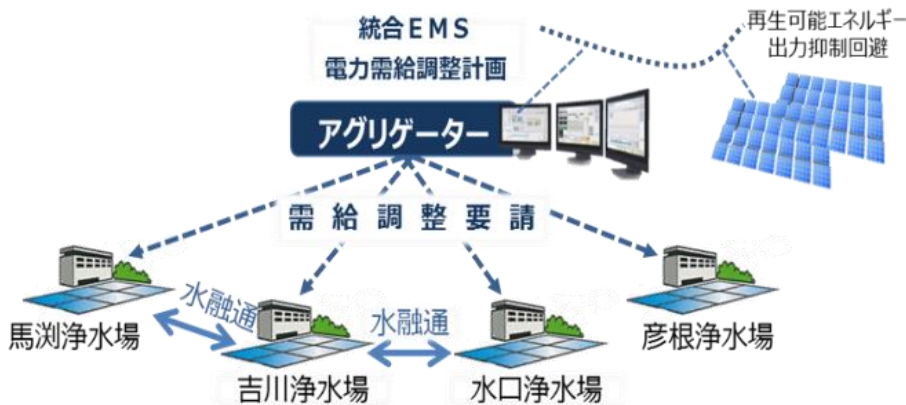 統合EMS
電力需給調整計画
アグリゲーター
再生可能エネルギー
出力抑制回避
需給調整要請
水融通
水融通
馬渕浄水場
吉川浄水場
水口浄水場
彦根浄水場